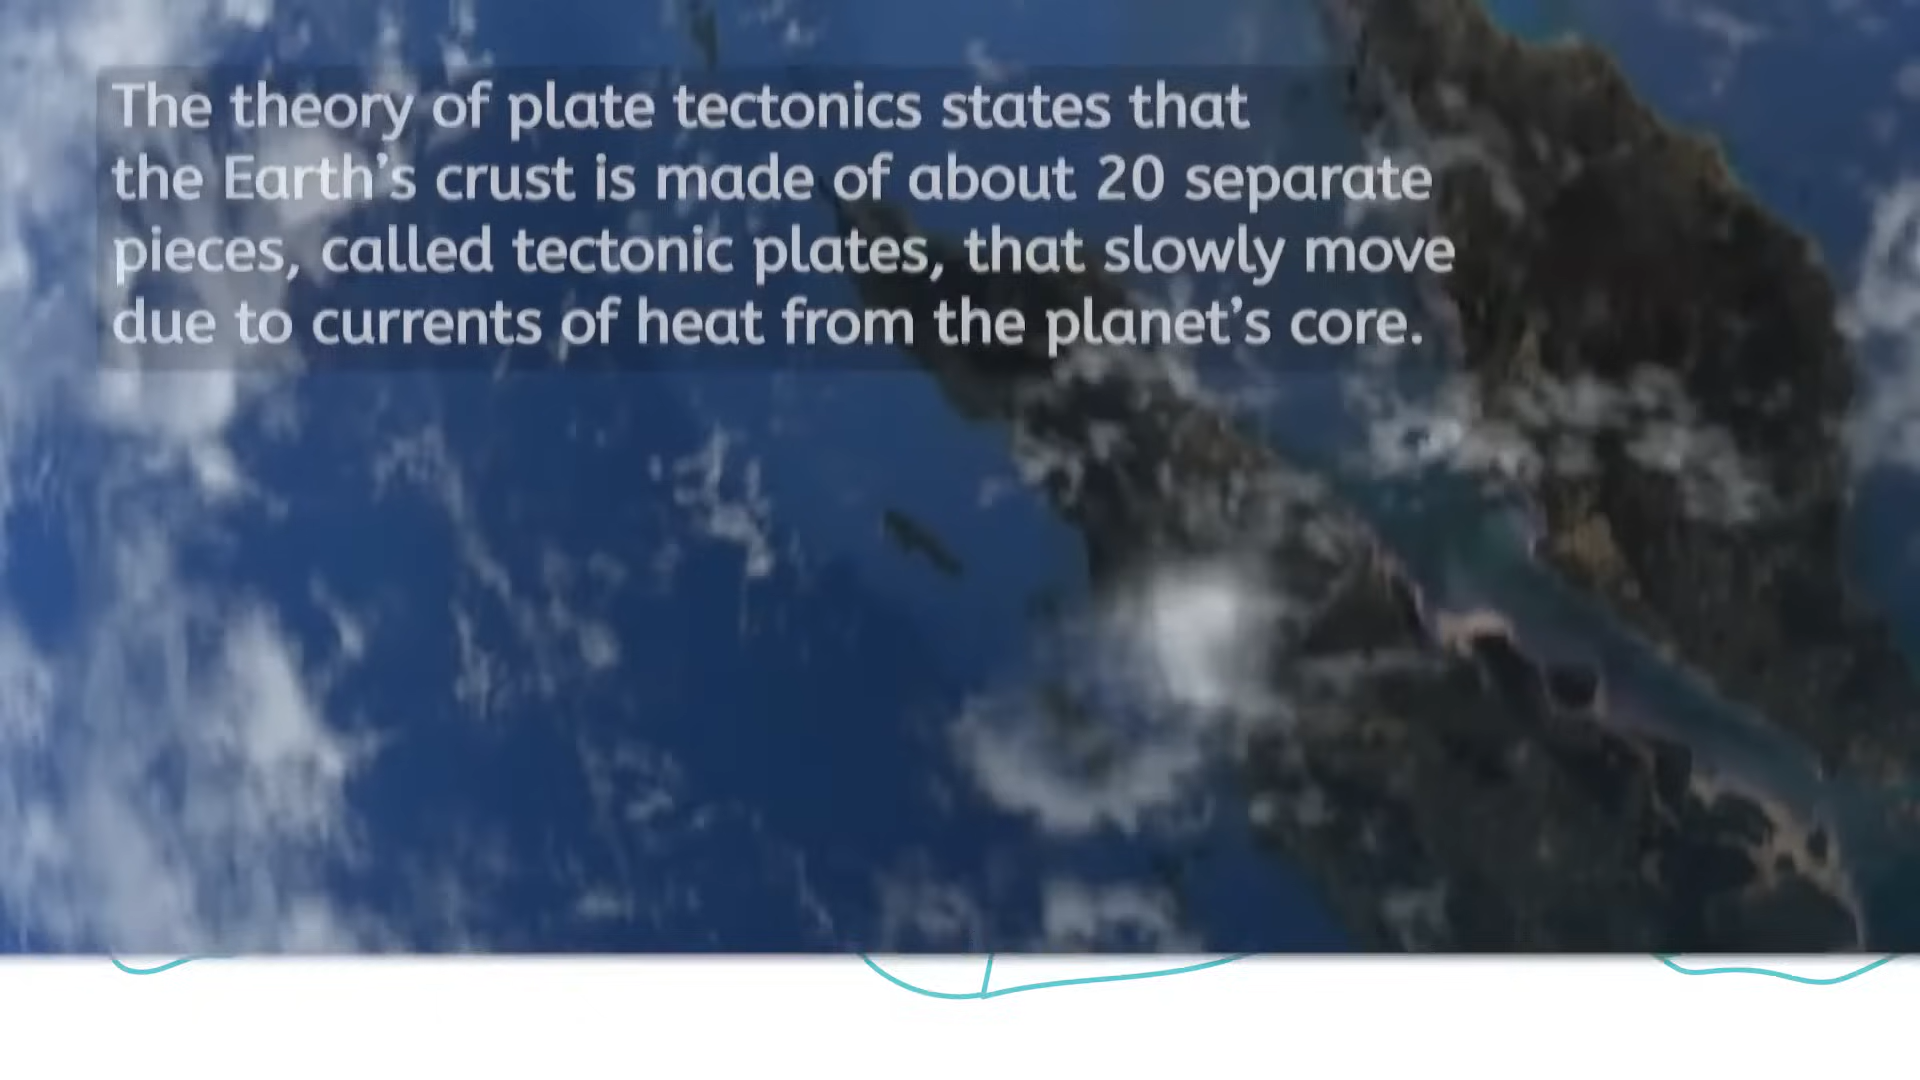 The theory of plate tectonics states that
the Earth’s crust is made of about 20 separate
pieces, called tectonic plates, that slowly move
due to currents of heat from the planet’s core.